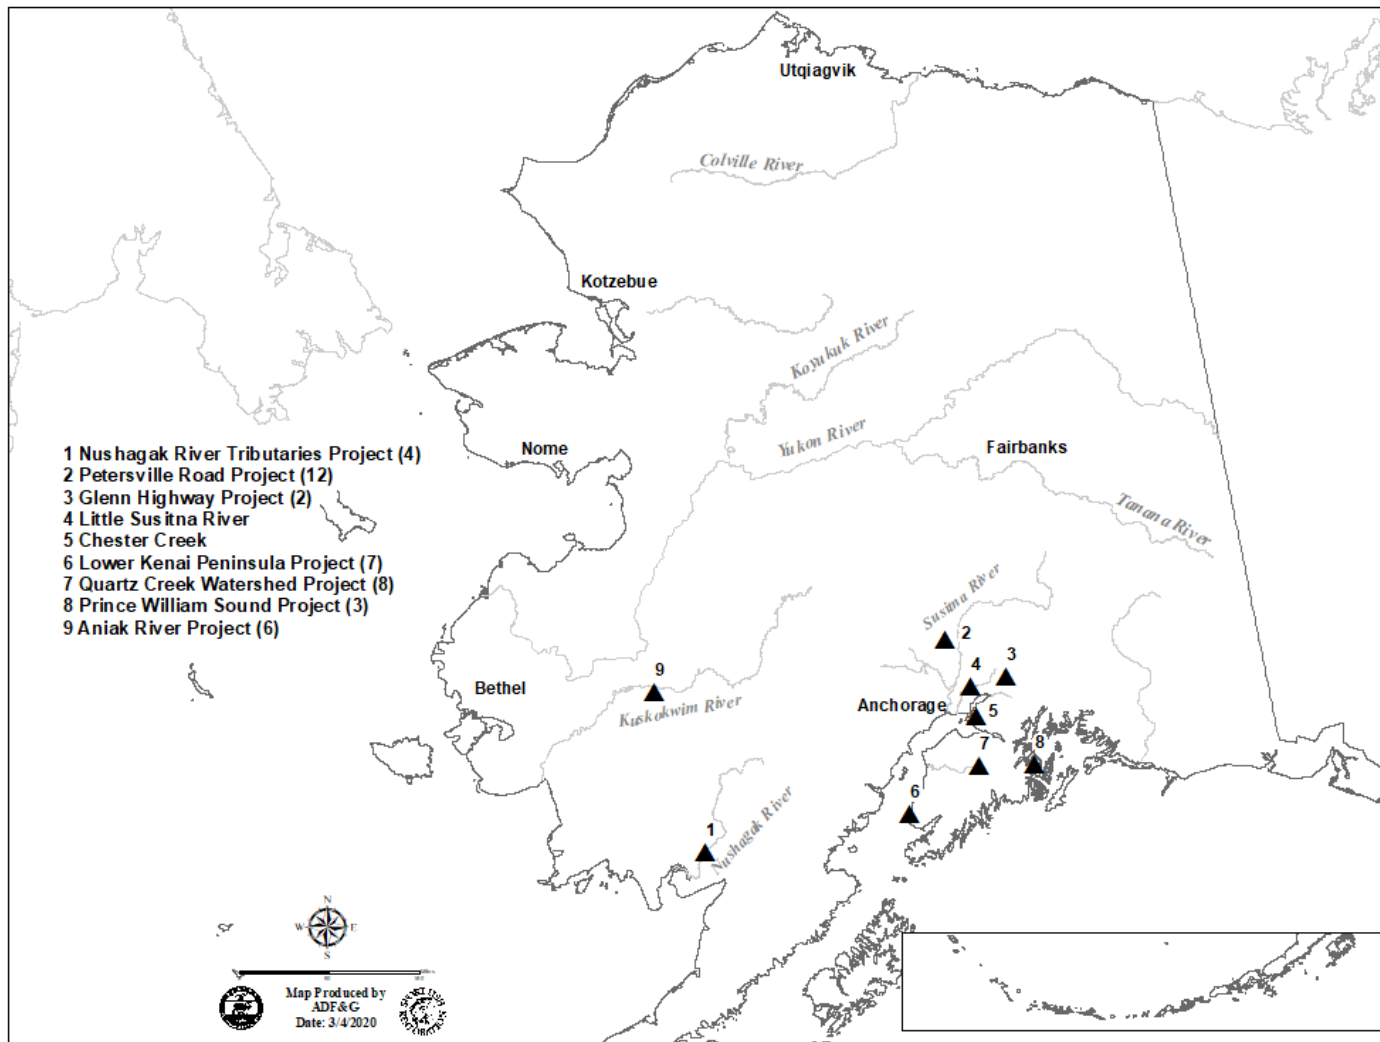 Utqiagvik
Colville River
Kotzebue
Koyukuk River
Yukon River
Nome
Fairbanks
1 Nushagak River Tributaries Project (4)
2 Petersville Road Project (12)
3 Glenn Highway Project (2)
4 Little Susitna River
5 Chester Creek
6 Lower Kenai Peninsula Project (7)
7 Quartz Creek Watershed Project (8)
8 Prince William Sound Project (3)
9 Aniak River Project (6)
Tanana River
Susitna River
2
3
4
9
Bethel
Kuskokwim River
Anchorage
5
7
8
6
1
Nushagak River
N
W
E
S
Map Produced by
ADF&G
Date: 3/4/2020